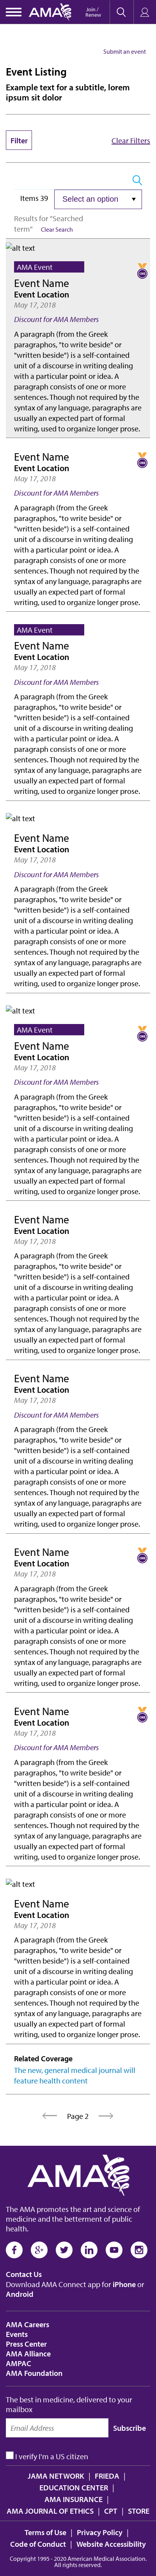 AMA
Join /
Renew
Submit an event
Event Listing
Example text for a subtitle, lorem
ipsum sit dolor
Filter
Clear Filters
Items 39
Select an option
Results for "Searched
term"
Clear Search
alt text
AMA Event
Event Name
Event Location
May 17, 2018
Discount for AMA Members
A paragraph (from the Greek
paragraphos, "to write beside" or
"written beside") is a self-contained
unit of a discourse in writing dealing
with a particular point or idea. A
paragraph consists of one or more
sentences. Though not required by the
syntax of any language, paragraphs are
usually an expected part of formal
writing, used to order longer prose.
Event Name
Event Location
May 17, 2018
Discount for AMA Members
A paragraph (from the Greek
paragraphos, "to write beside" or
"written beside") is a self-contained
unit of a discourse in writing dealing
with a particular point or idea. A
paragraph consists of one or more
sentences. Though not required by the
syntax of any language, paragraphs are
usually an expected part of formal
writing, used to order longer prose.
AMA Event
Event Name
Event Location
May 17, 2018
Discount for AMA Members
A paragraph (from the Greek
paragraphos, "to write beside" or
"written beside") is a self-contained
unit of a discourse in writing dealing
with a particular point or idea. A
paragraph consists of one or more
sentences. Though not required by the
syntax of any language, paragraphs are
usually an expected part of formal
writing, used to order longer prose.
alt text
Event Name
Event Location
May 17, 2018
Discount for AMA Members
A paragraph (from the Greek
paragraphos, "to write beside" or
"written beside") is a self-contained
unit of a discourse in writing dealing
with a particular point or idea. A
paragraph consists of one or more
sentences. Though not required by the
syntax of any language, paragraphs are
usually an expected part of formal
writing, used to order longer prose.
alt text
AMA Event
Event Name
Event Location
May 17, 2018
Discount for AMA Members
A paragraph (from the Greek
paragraphos, "to write beside" or
"written beside") is a self-contained
unit of a discourse in writing dealing
with a particular point or idea. A
paragraph consists of one or more
sentences. Though not required by the
syntax of any language, paragraphs are
usually an expected part of formal
writing, used to order longer prose.
Event Name
Event Location
May 17, 2018
A paragraph (from the Greek
paragraphos, "to write beside" or
"written beside") is a self-contained
unit of a discourse in writing dealing
with a particular point or idea. A
paragraph consists of one or more
sentences. Though not required by the
syntax of any language, paragraphs are
usually an expected part of formal
writing, used to order longer prose.
Event Name
Event Location
May 17, 2018
Discount for AMA Members
A paragraph (from the Greek
paragraphos, "to write beside" or
"written beside") is a self-contained
unit of a discourse in writing dealing
with a particular point or idea. A
paragraph consists of one or more
sentences. Though not required by the
syntax of any language, paragraphs are
usually an expected part of formal
writing, used to order longer prose.
Event Name
Event Location
May 17, 2018
A paragraph (from the Greek
paragraphos, "to write beside" or
"written beside") is a self-contained
unit of a discourse in writing dealing
with a particular point or idea. A
paragraph consists of one or more
sentences. Though not required by the
syntax of any language, paragraphs are
usually an expected part of formal
writing, used to order longer prose.
Event Name
Event Location
May 17, 2018
Discount for AMA Members
A paragraph (from the Greek
paragraphos, "to write beside" or
"written beside") is a self-contained
unit of a discourse in writing dealing
with a particular point or idea. A
paragraph consists of one or more
sentences. Though not required by the
syntax of any language, paragraphs are
usually an expected part of formal
writing, used to order longer prose.
alt text
Event Name
Event Location
May 17, 2018
A paragraph (from the Greek
paragraphos, "to write beside" or
"written beside") is a self-contained
unit of a discourse in writing dealing
with a particular point or idea. A
paragraph consists of one or more
sentences. Though not required by the
syntax of any language, paragraphs are
usually an expected part of formal
writing, used to order longer prose.
Related Coverage
The new, general medical journal will
feature health content
Page 2
AMA
The AMA promotes the art and science of
medicine and the betterment of public
health.
Contact Us
Download AMA Connect app for iPhone or
Android
AMA Careers
Events
Press Center
AMA Alliance
AMPAC
AMA Foundation
The best in medicine, delivered to your
mailbox
Email Address
Subscribe
I verify I'm a US citizen
JAMA NETWORK | FRIEDA |
EDUCATION CENTER |
AMA INSURANCE |
AMA JOURNAL OF ETHICS | CPT | STORE
Terms of Use | Privacy Policy |
Code of Conduct | Website Accessibility
Copyright 1995 - 2020 American Medical Association.
All rights reserved.